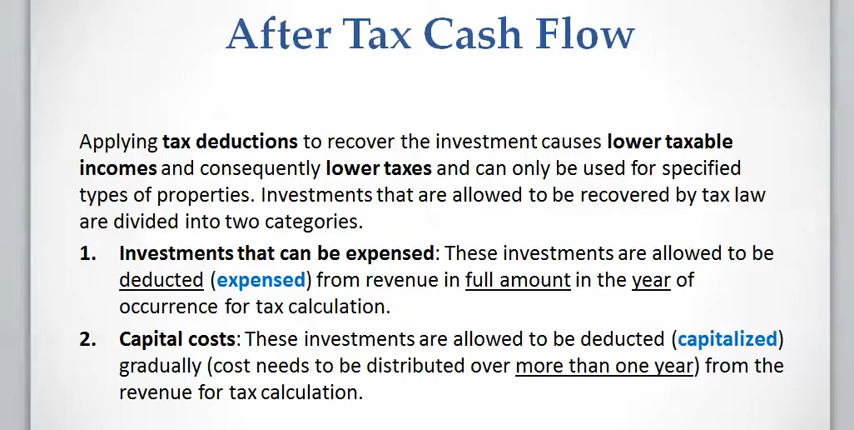 After Tax Cash Flow
Applying tax deductions to recover the investment causes lower taxable
incomes and consequently lower taxes and can only be used for specified
types of properties. Investments that are allowed to be recovered by tax law
are divided into two categories.
1. Investments that can be expensed: These investments are allowed to be
deducted (expensed) from revenue in full amount in the year of
occurrence for tax calculation.
2. Capital costs: These investments are allowed to be deducted (capitalized)
gradually (cost needs to be distributed over more than one year) from the
revenue for tax calculation.